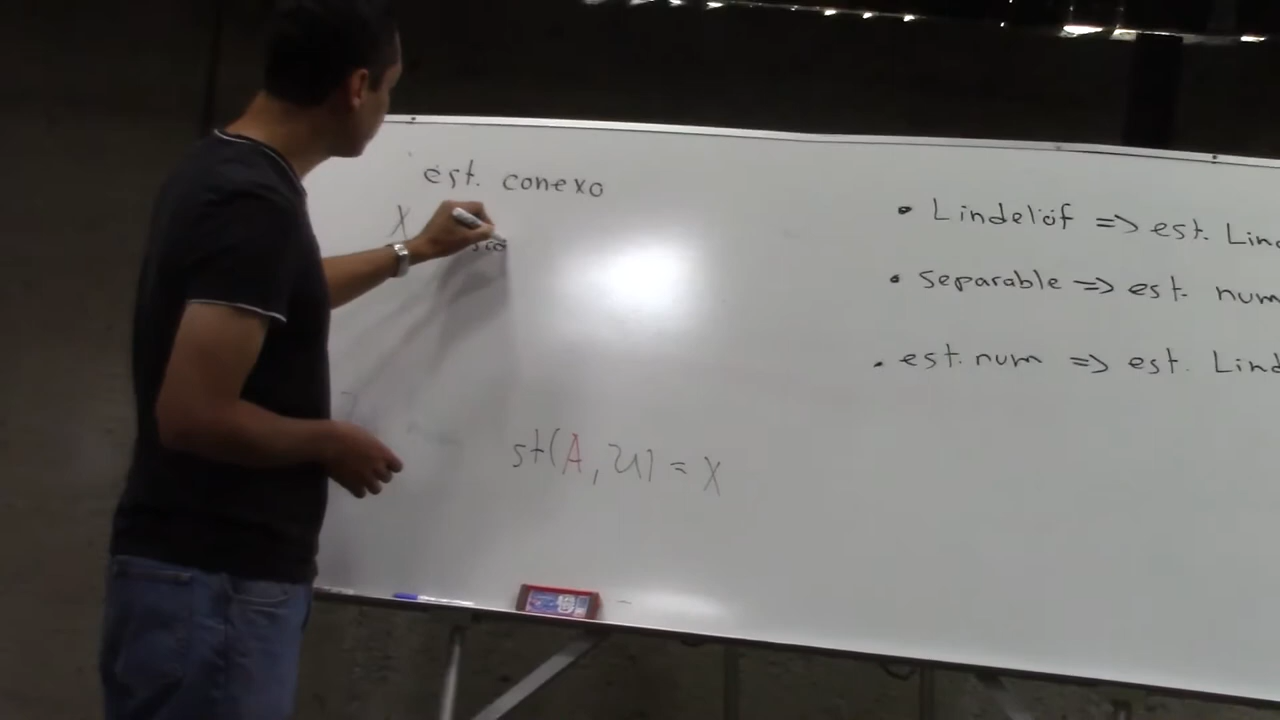 est. conexo
X
st(A, U) = X
• Lindelöf => est. Lind
• separable => est. num
• est. num => est. Lind